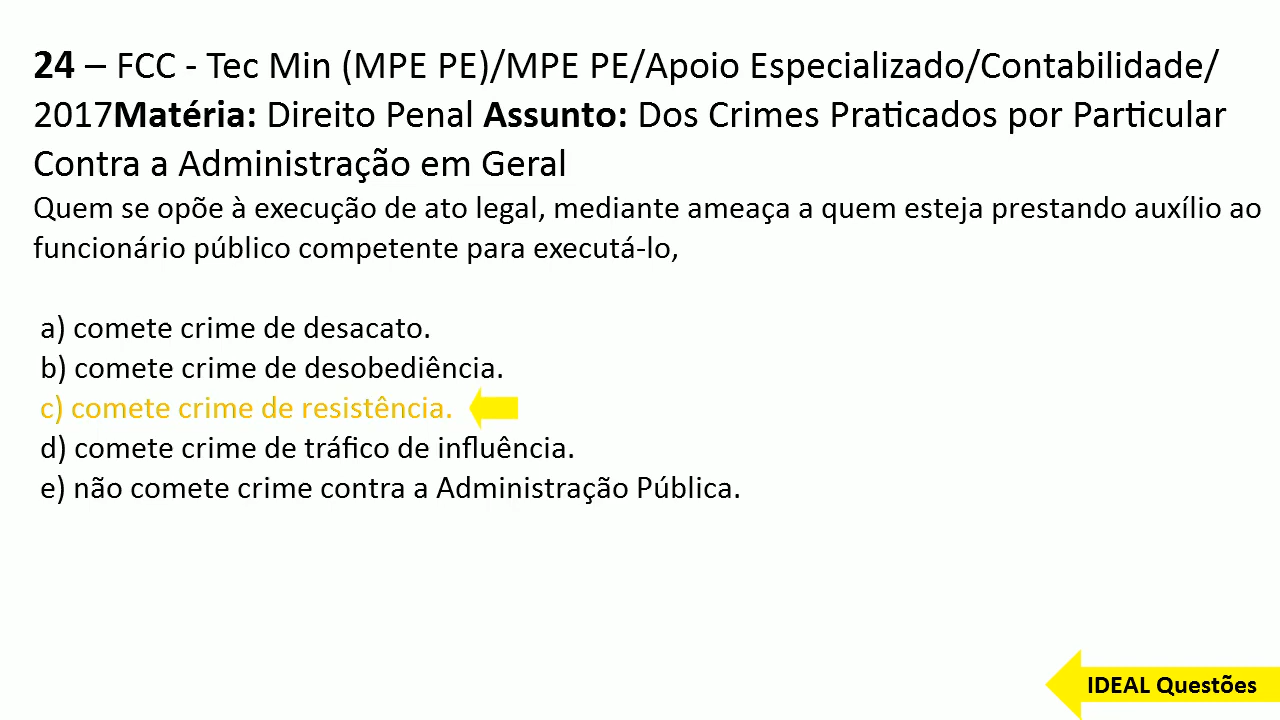 24 – FCC - Tec Min (MPE PE)/MPE PE/Apoio Especializado/Contabilidade/
2017Matéria: Direito Penal Assunto: Dos Crimes Praticados por Particular
Contra a Administração em Geral
Quem se opõe à execução de ato legal, mediante ameaça a quem esteja prestando auxílio ao
funcionário público competente para executá-lo,
a) comete crime de desacato.
b) comete crime de desobediência.
c) comete crime de resistência.
d) comete crime de tráfico de influência.
e) não comete crime contra a Administração Pública.
IDEAL Questões